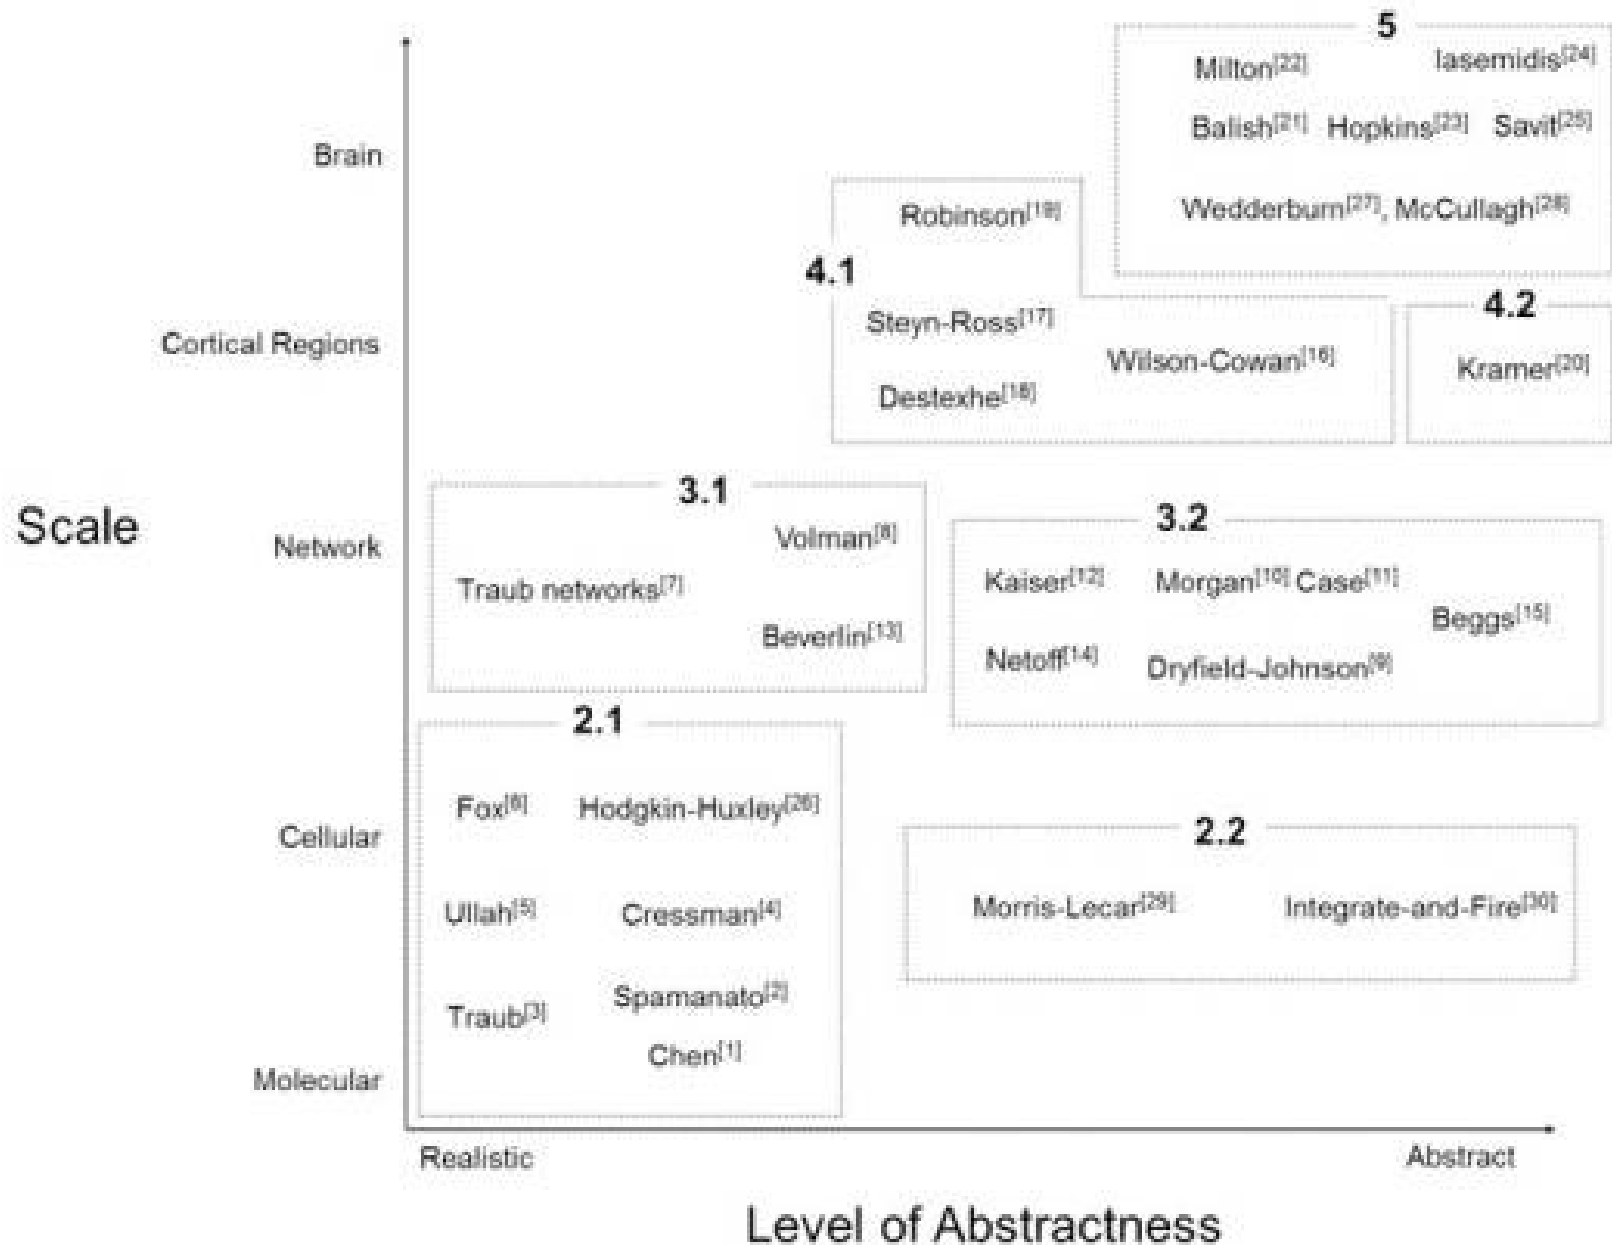 5
Milton[22] Iasemidis[24]
Balish[21] Hopkins[23] Savit[25]
Brain
Wedderburn[27], McCullagh[28]
Robinson[19]
4.1
4.2
Steyn-Ross[17]
Cortical Regions
Wilson-Cowan[16]
Kramer[20]
Destexhe[18]
3.1
3.2
Scale
Volman[8]
Network
Kaiser[12] Morgan[10] Case[11]
Traub networks[7]
Beggs[15]
Beverlin[13]
Netoff[14] Dryfield-Johnson[9]
2.1
Fox[6] Hodgkin-Huxley[26]
2.2
Cellular
Ullah[5] Cressman[4]
Morris-Lecar[29] Integrate-and-Fire[30]
Spamanato[2]
Traub[3]
Chen[1]
Molecular
Realistic Abstract
Level of Abstractness